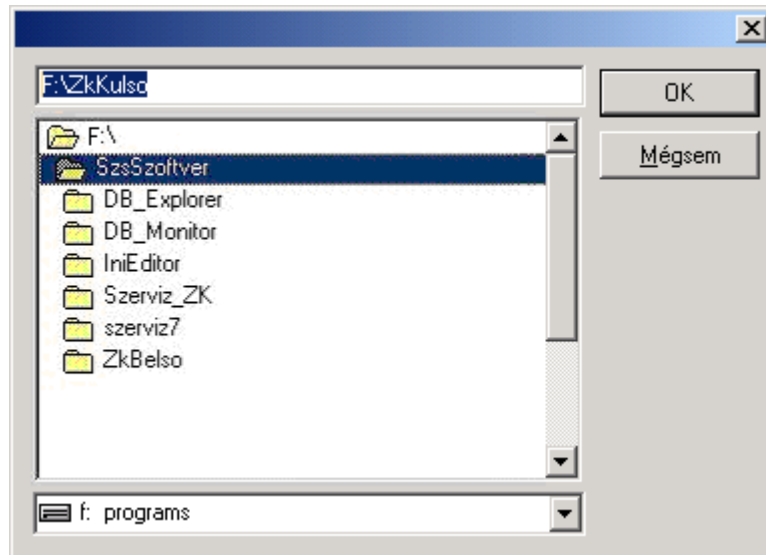 F:\ZkKulso
OK
F:\
Mégsem
SzsSzoftver
DB_Explorer
DB_Monitor
IniEditor
Szerviz_ZK
szerviz7
ZkBelso
f: programs